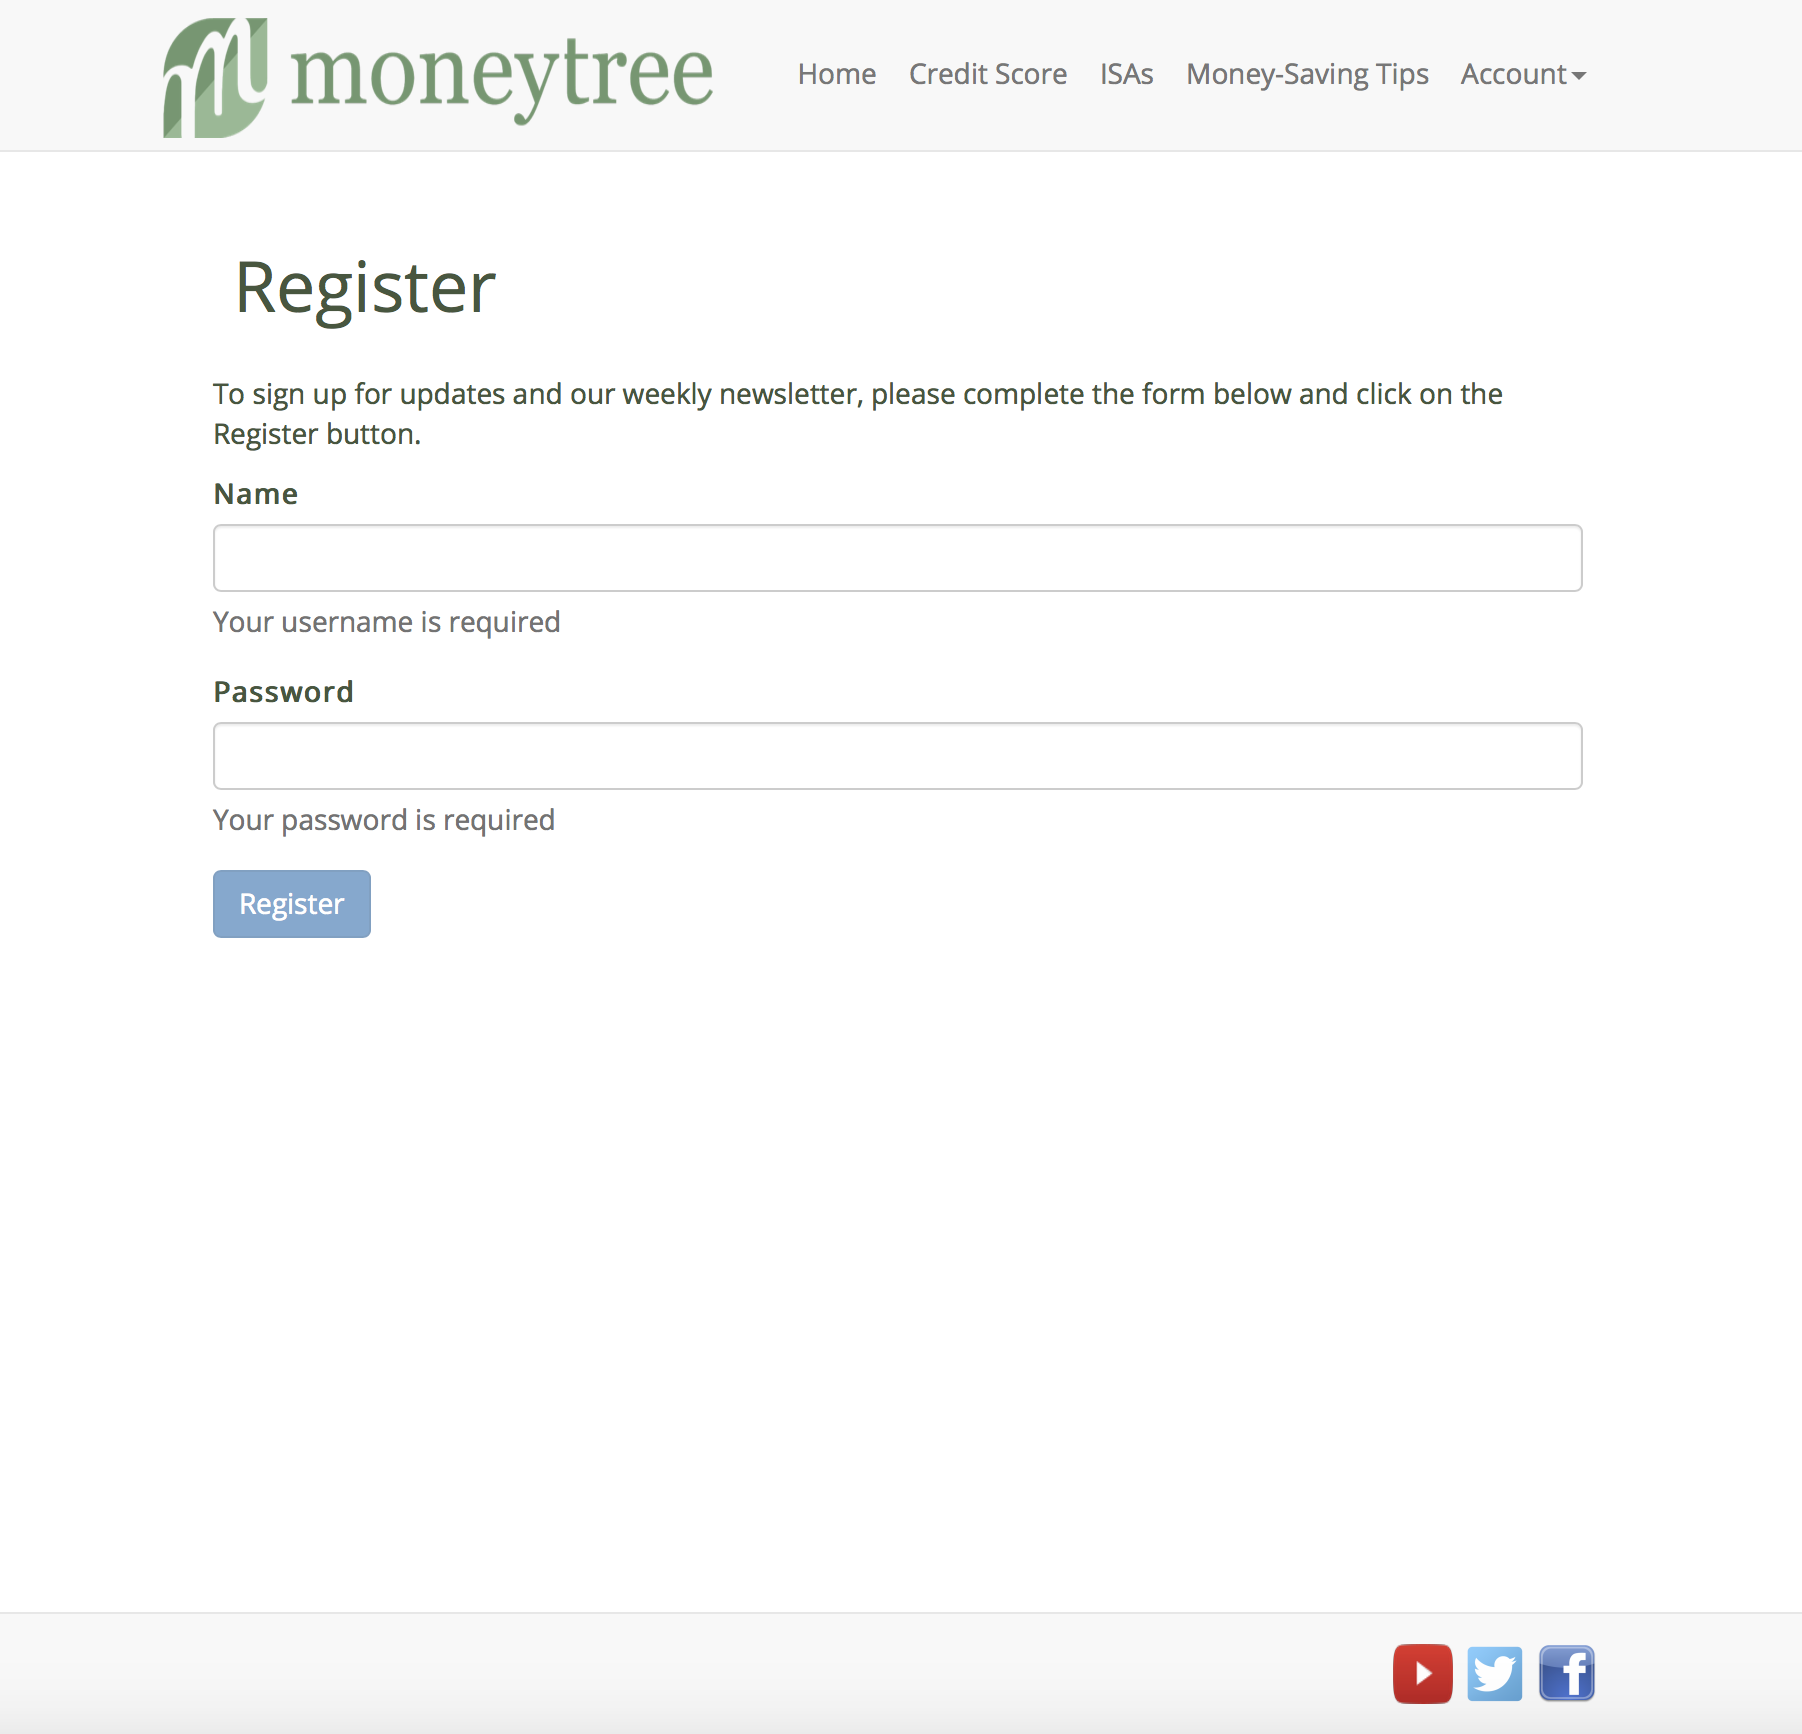 moneytree
Home Credit Score ISAs Money-Saving Tips Account
Register
To sign up for updates and our weekly newsletter, please complete the form below and click on the
Register button.
Name
Your username is required
Password
Your password is required
Register